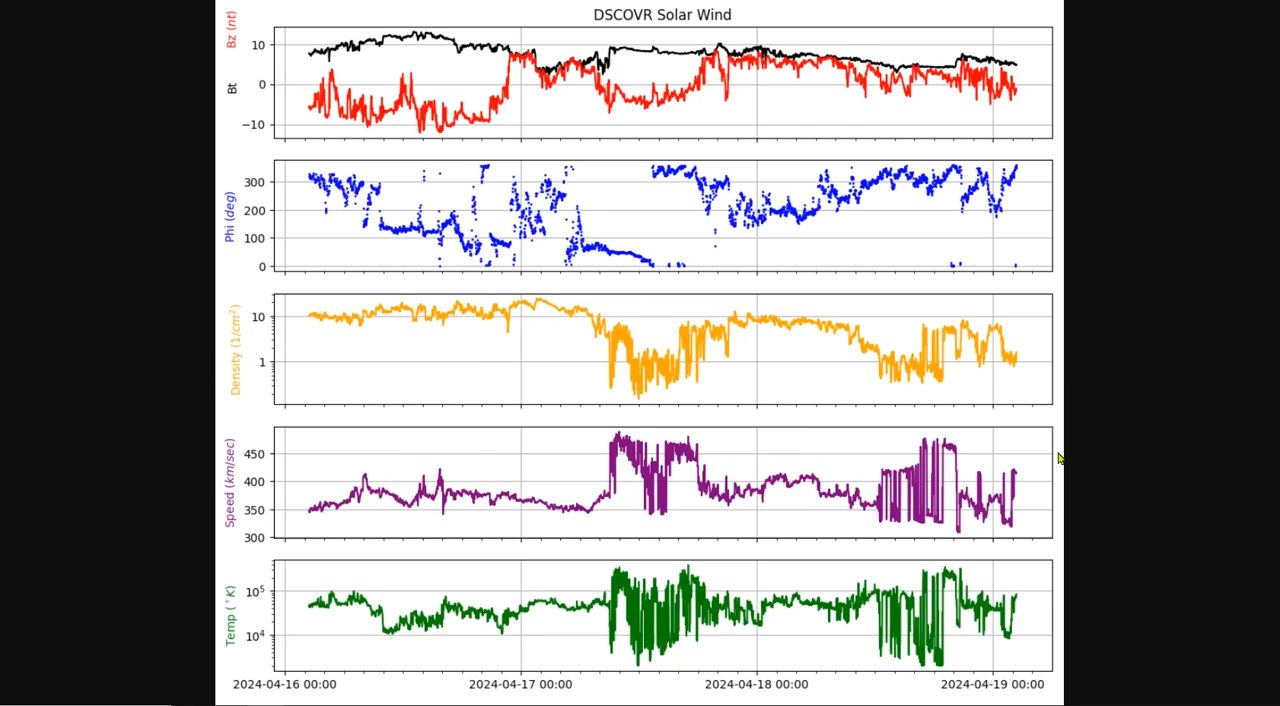 DSCOVR Solar Wind
Bz (nt)
Bt
10
0
−10
Phi (deg)
300
200
100
0
Density (1/cm²)
10
1
Speed (km/sec)
450
400
350
300
Temp (°K)
10⁵
10⁴
2024-04-16 00:00
2024-04-17 00:00
2024-04-18 00:00
2024-04-19 00:00